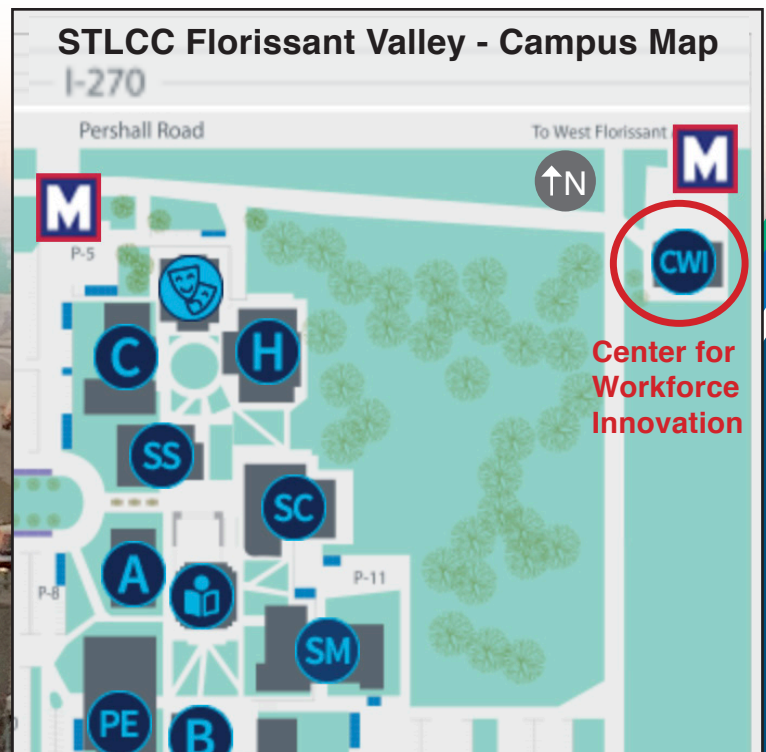 STLCC Florissant Valley - Campus Map
I-270
Pershall Road
To West Florissant
M
N
M
P-5
CWI
C
H
Center for
Workforce
Innovation
SS
SC
A
P-11
P-8
SM
PE
B